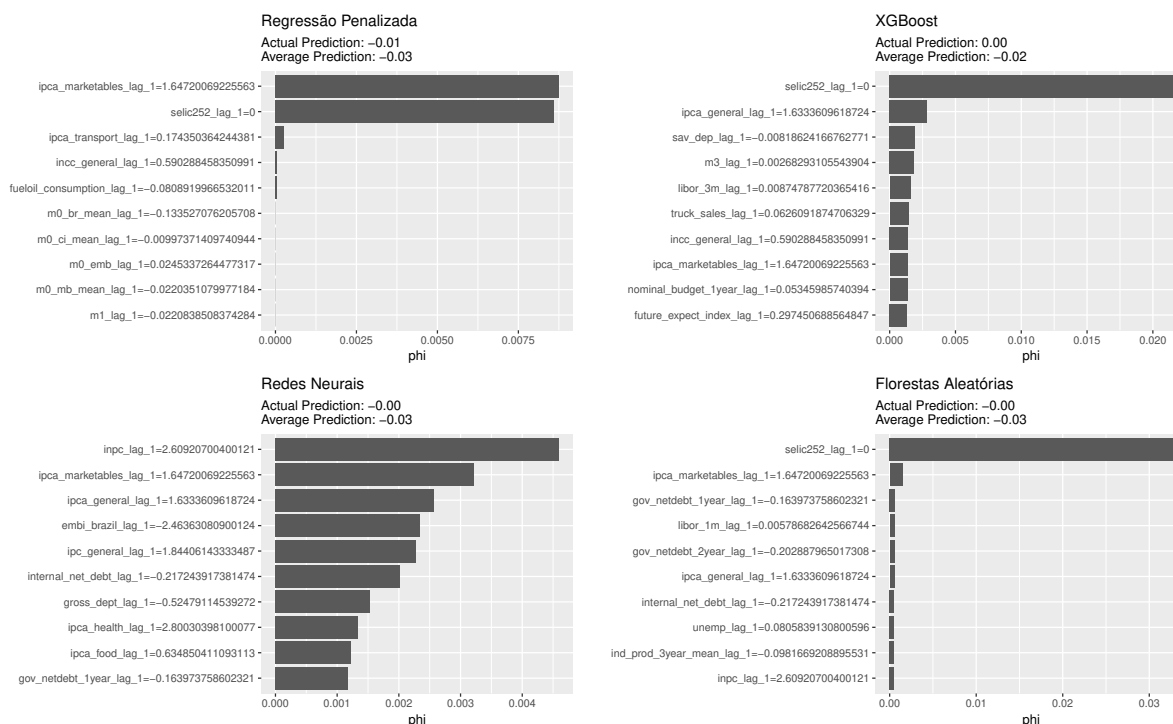 Regressão Penalizada
Actual Prediction: −0.01
Average Prediction: −0.03
ipca_marketables_lag_1=1.64720069225563
selic252_lag_1=0
ipca_transport_lag_1=0.174350364244381
incc_general_lag_1=0.590288458350991
fueloil_consumption_lag_1=−0.0808919966532011
m0_br_mean_lag_1=−0.133527076205708
m0_ci_mean_lag_1=−0.00997371409740944
m0_emb_lag_1=0.0245337264477317
m0_mb_mean_lag_1=−0.0220351079977184
m1_lag_1=−0.0220838508374284
0.0000 0.0025 0.0050 0.0075
phi
XGBoost
Actual Prediction: 0.00
Average Prediction: −0.02
selic252_lag_1=0
ipca_general_lag_1=1.6333609618724
sav_dep_lag_1=−0.00818624166762771
m3_lag_1=0.00268293105543904
libor_3m_lag_1=0.00874787720365416
truck_sales_lag_1=0.0626091874706329
incc_general_lag_1=0.590288458350991
ipca_marketables_lag_1=1.64720069225563
nominal_budget_1year_lag_1=0.05345985740394
future_expect_index_lag_1=0.297450688564847
0.000 0.005 0.010 0.015 0.020
phi
Redes Neurais
Actual Prediction: −0.00
Average Prediction: −0.03
inpc_lag_1=2.60920700400121
ipca_marketables_lag_1=1.64720069225563
ipca_general_lag_1=1.6333609618724
embi_brazil_lag_1=−2.46363080900124
ipc_general_lag_1=1.84406143333487
internal_net_debt_lag_1=−0.217243917381474
gross_dept_lag_1=−0.52479114539272
ipca_health_lag_1=2.80030398100077
ipca_food_lag_1=0.634850411093113
gov_netdebt_1year_lag_1=−0.163973758602321
0.000 0.001 0.002 0.003 0.004
phi
Florestas Aleatórias
Actual Prediction: −0.00
Average Prediction: −0.03
selic252_lag_1=0
ipca_marketables_lag_1=1.64720069225563
gov_netdebt_1year_lag_1=−0.163973758602321
libor_1m_lag_1=0.00578682642566744
gov_netdebt_2year_lag_1=−0.202887965017308
ipca_general_lag_1=1.6333609618724
internal_net_debt_lag_1=−0.217243917381474
unemp_lag_1=0.0805839130800596
ind_prod_3year_mean_lag_1=−0.0981669208895531
inpc_lag_1=2.60920700400121
0.00 0.01 0.02 0.03
phi